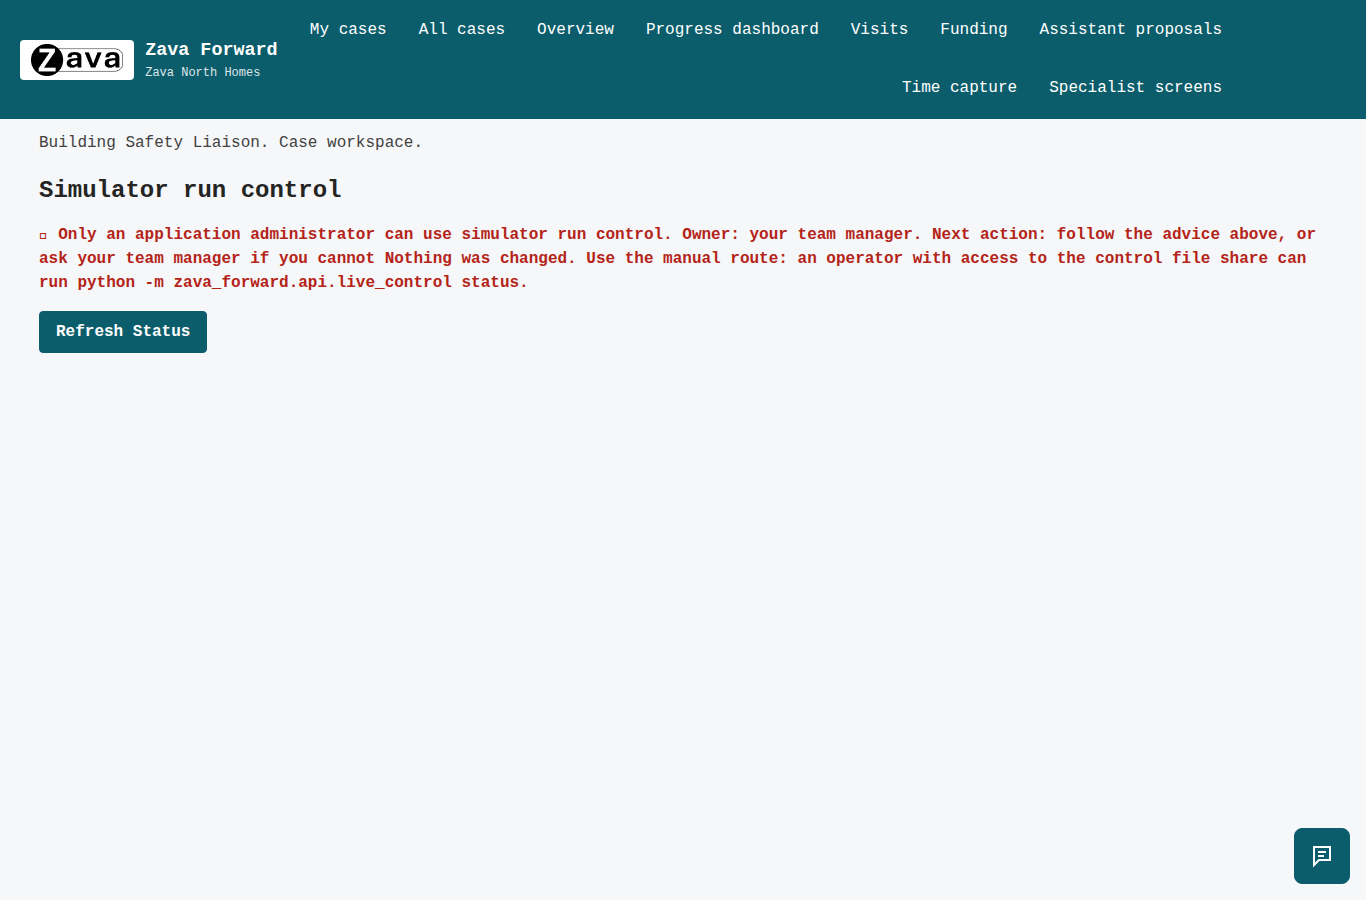 Zava
Zava Forward
Zava North Homes
My cases All cases Overview Progress dashboard Visits Funding Assistant proposals
Time capture Specialist screens
Building Safety Liaison. Case workspace.
Simulator run control
Only an application administrator can use simulator run control. Owner: your team manager. Next action: follow the advice above, or
ask your team manager if you cannot Nothing was changed. Use the manual route: an operator with access to the control file share can
run python -m zava_forward.api.live_control status.
Refresh Status